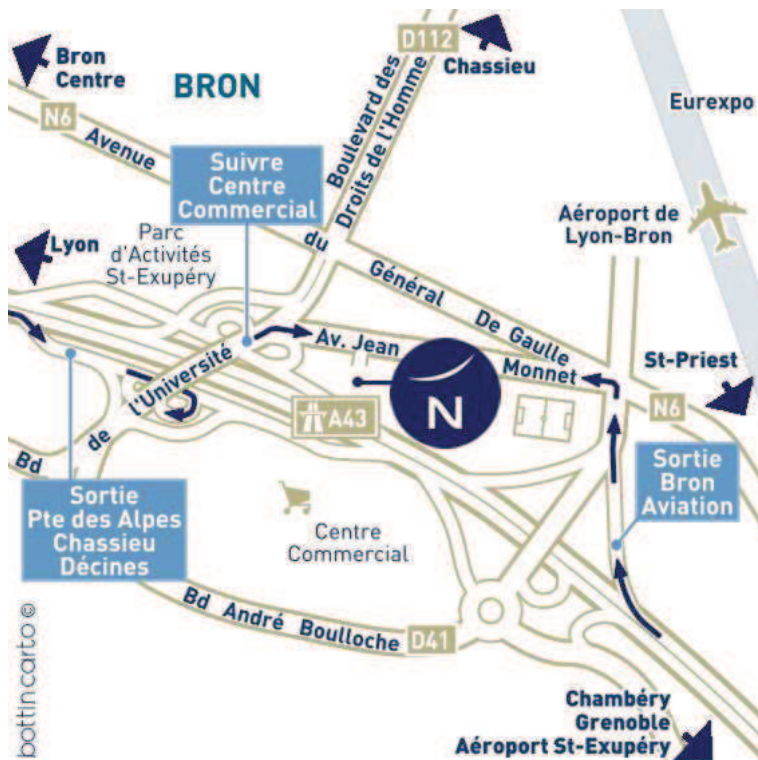 D112
Bron
Centre
BRON
Chassieu
Boulevard des
Droits de l'Homme
Eurexpo
N6
Avenue
du
Général
De Gaulle
Suivre
Centre
Commercial
Aéroport de
Lyon-Bron
Parc
d'Activités
St-Exupéry
Lyon
Av. Jean
Monnet
St-Priest
N6
Bd
de
l'Université
A43
N
Sortie
Bron
Aviation
Sortie
Pte des Alpes
Chassieu
Décines
Centre
Commercial
Bd André Boulloche
D41
Chambéry
Grenoble
Aéroport St-Exupéry
bottincarto ©